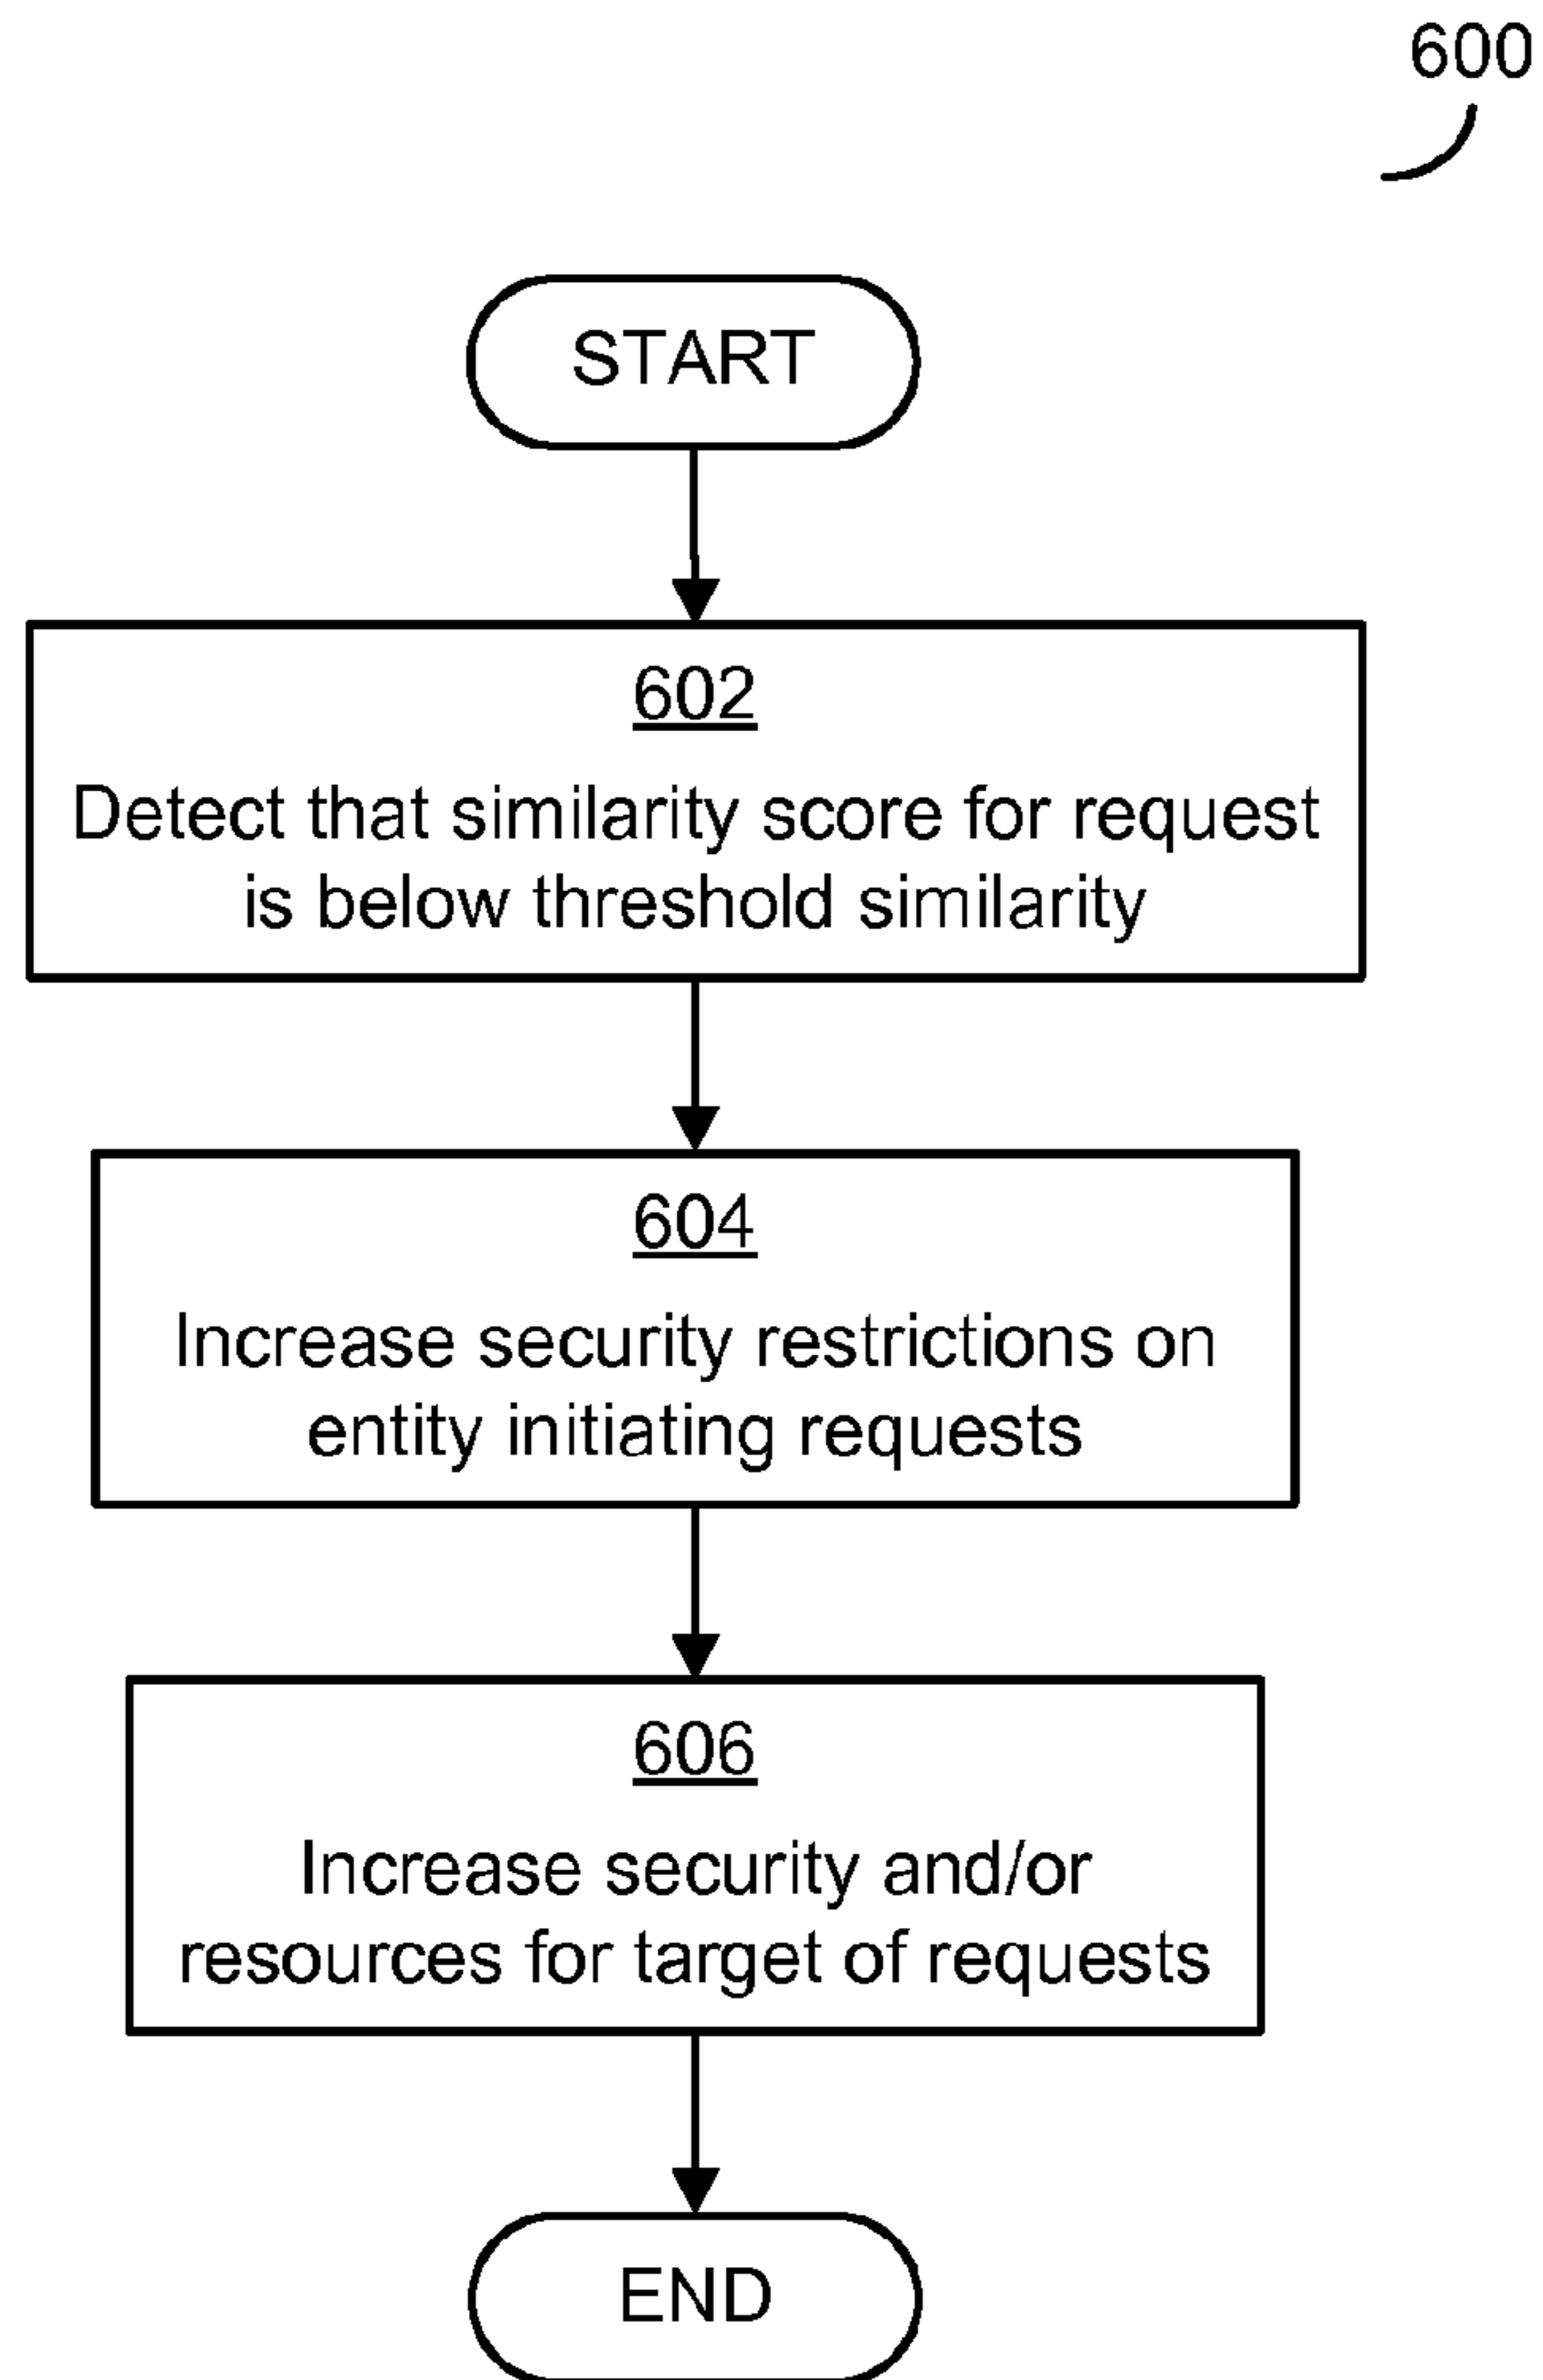 600
START
602
Detect that similarity score for request
is below threshold similarity
604
Increase security restrictions on
entity initiating requests
606
Increase security and/or
resources for target of requests
END